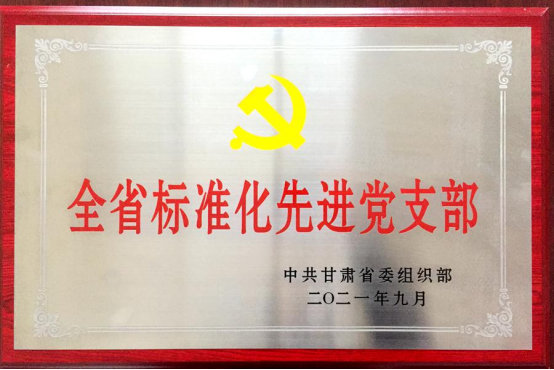 全省标准化先进党支部
中共甘肃省委组织部
二〇二一年九月